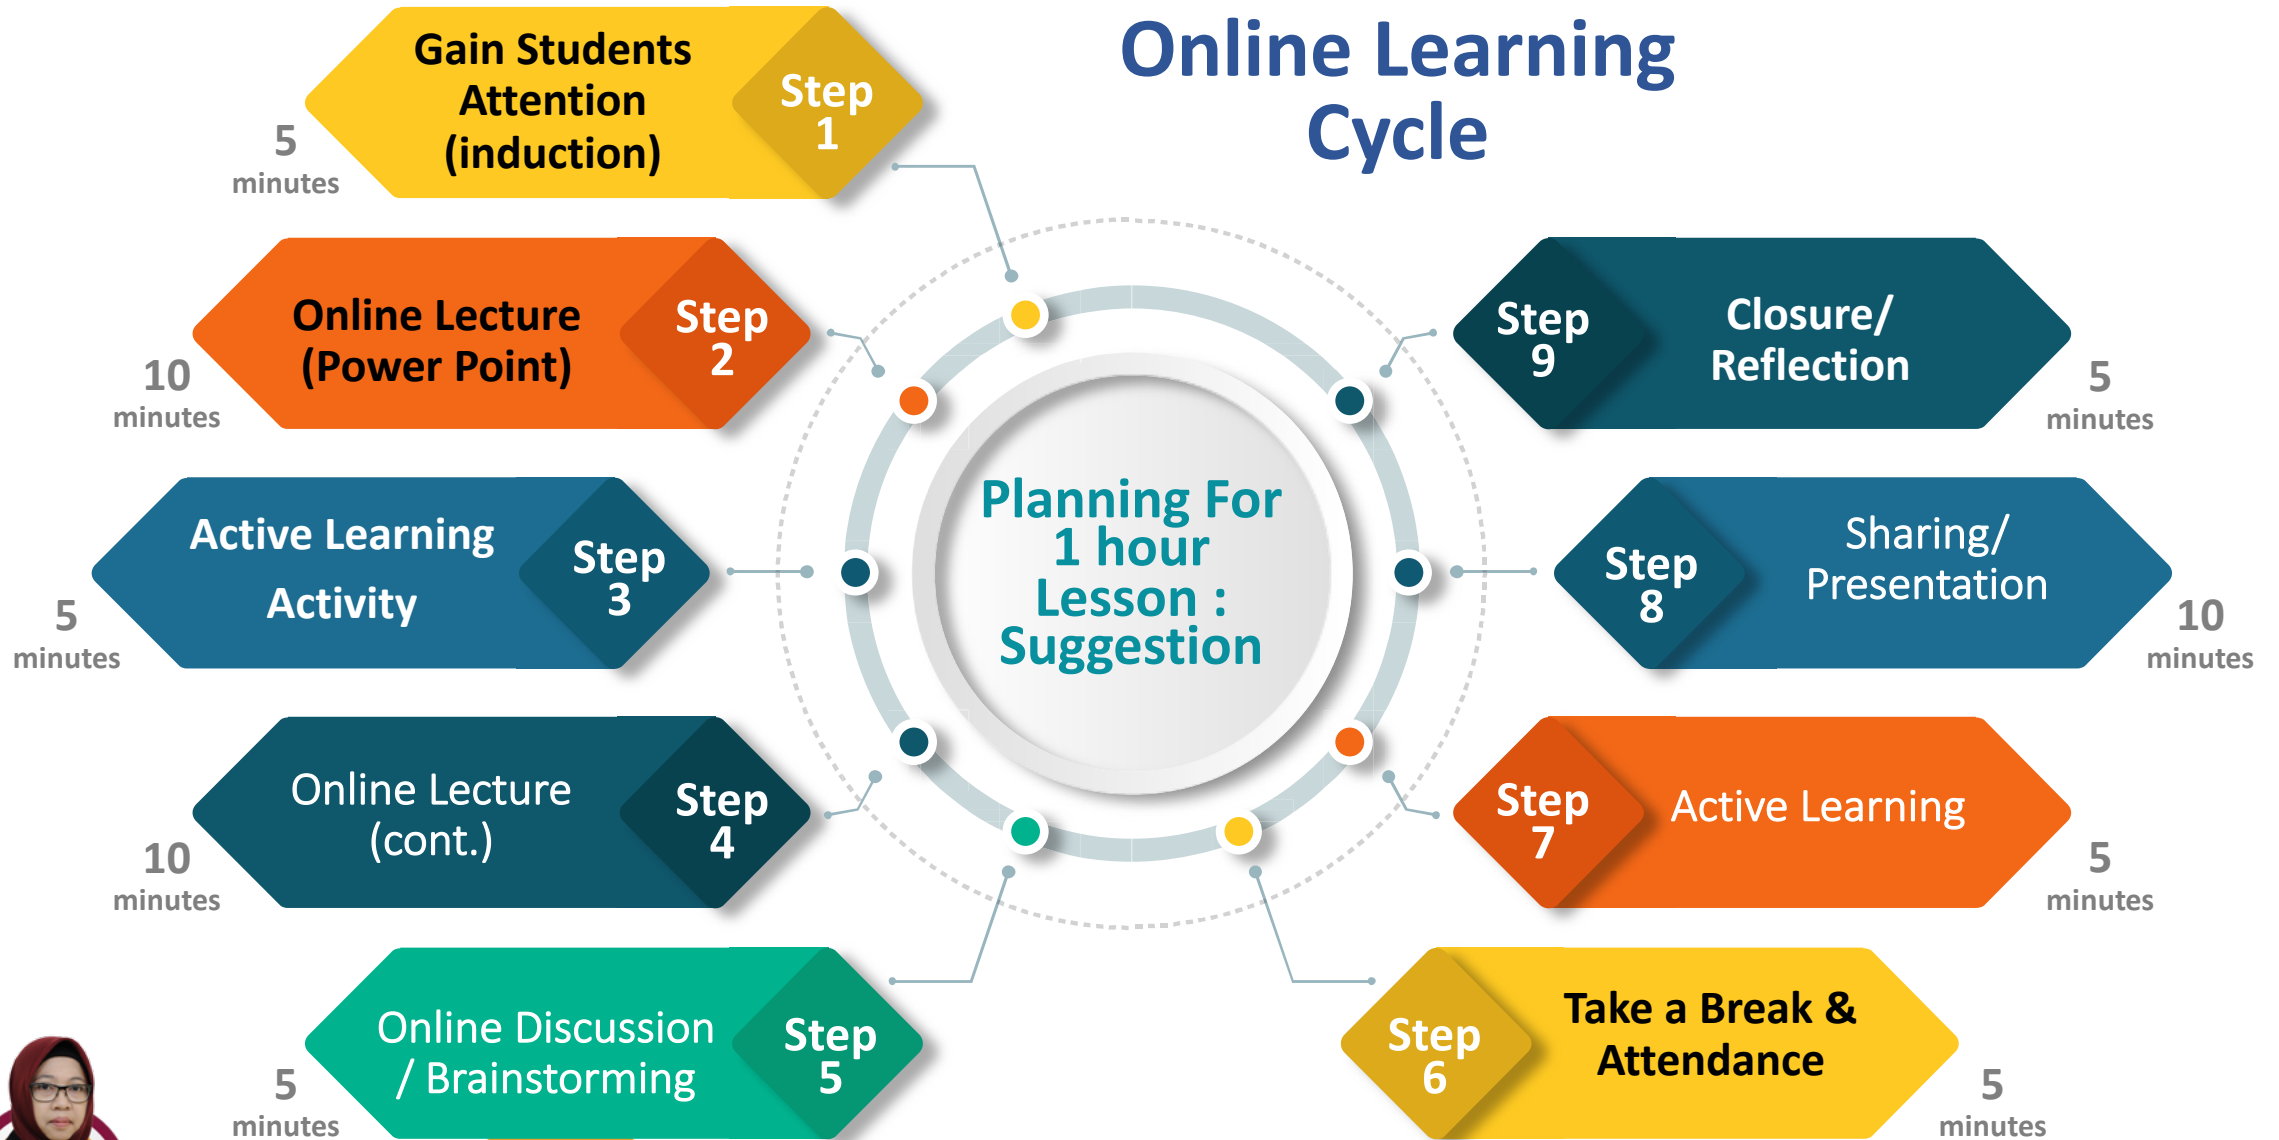 Online Learning
Cycle
Gain Students
Attention
(induction)
Step
1
5
minutes
Online Lecture
(Power Point)
Step
2
10
minutes
Active Learning
Activity
Step
3
5
minutes
Online Lecture
(cont.)
Step
4
10
minutes
Online Discussion
/ Brainstorming
Step
5
5
minutes
Planning For
1 hour
Lesson :
Suggestion
Step
6
Take a Break &
Attendance
5
minutes
Step
7
Active Learning
5
minutes
Step
8
Sharing/
Presentation
10
minutes
Step
9
Closure/
Reflection
5
minutes